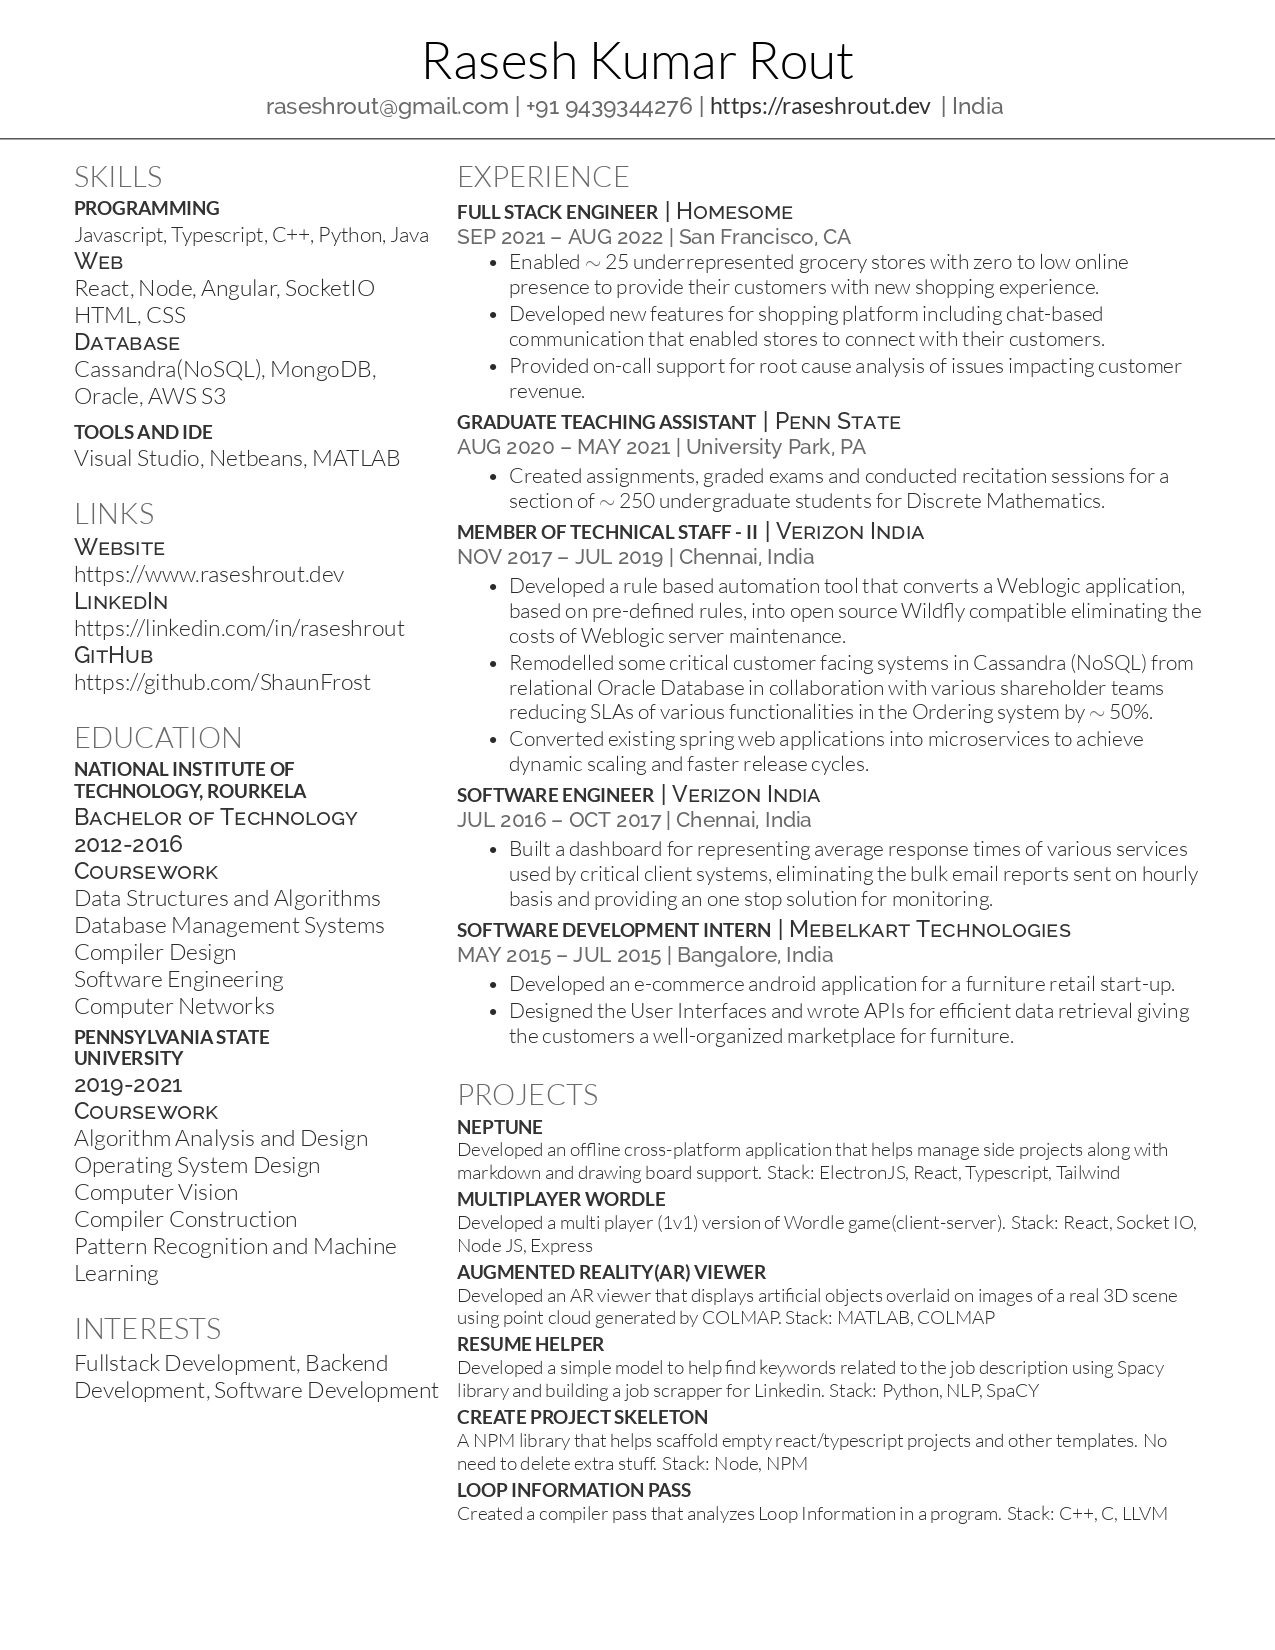 Rasesh Kumar Rout
raseshrout@gmail.com | +91 9439344276 | https://raseshrout.dev | India
SKILLS
PROGRAMMING
Javascript, Typescript, C++, Python, Java
Web
React, Node, Angular, SocketIO
HTML, CSS
Database
Cassandra(NoSQL), MongoDB,
Oracle, AWS S3
TOOLS AND IDE
Visual Studio, Netbeans, MATLAB
LINKS
Website
https://www.raseshrout.dev
LinkedIn
https://linkedin.com/in/raseshrout
GitHub
https://github.com/ShaunFrost
EDUCATION
NATIONAL INSTITUTE OF
TECHNOLOGY, ROURKELA
Bachelor of Technology
2012-2016
Coursework
Data Structures and Algorithms
Database Management Systems
Compiler Design
Software Engineering
Computer Networks
PENNSYLVANIA STATE
UNIVERSITY
2019-2021
Coursework
Algorithm Analysis and Design
Operating System Design
Computer Vision
Compiler Construction
Pattern Recognition and Machine
Learning
INTERESTS
Fullstack Development, Backend
Development, Software Development
EXPERIENCE
FULL STACK ENGINEER | Homesome
SEP 2021 – AUG 2022 | San Francisco, CA
• Enabled ~ 25 underrepresented grocery stores with zero to low online
presence to provide their customers with new shopping experience.
• Developed new features for shopping platform including chat-based
communication that enabled stores to connect with their customers.
• Provided on-call support for root cause analysis of issues impacting customer
revenue.
GRADUATE TEACHING ASSISTANT | Penn State
AUG 2020 – MAY 2021 | University Park, PA
• Created assignments, graded exams and conducted recitation sessions for a
section of ~ 250 undergraduate students for Discrete Mathematics.
MEMBER OF TECHNICAL STAFF - II | Verizon India
NOV 2017 – JUL 2019 | Chennai, India
• Developed a rule based automation tool that converts a Weblogic application,
based on pre-defined rules, into open source Wildfly compatible eliminating the
costs of Weblogic server maintenance.
• Remodelled some critical customer facing systems in Cassandra (NoSQL) from
relational Oracle Database in collaboration with various shareholder teams
reducing SLAs of various functionalities in the Ordering system by ~ 50%.
• Converted existing spring web applications into microservices to achieve
dynamic scaling and faster release cycles.
SOFTWARE ENGINEER | Verizon India
JUL 2016 – OCT 2017 | Chennai, India
• Built a dashboard for representing average response times of various services
used by critical client systems, eliminating the bulk email reports sent on hourly
basis and providing an one stop solution for monitoring.
SOFTWARE DEVELOPMENT INTERN | Mebelkart Technologies
MAY 2015 – JUL 2015 | Bangalore, India
• Developed an e-commerce android application for a furniture retail start-up.
• Designed the User Interfaces and wrote APIs for efficient data retrieval giving
the customers a well-organized marketplace for furniture.
PROJECTS
NEPTUNE
Developed an offline cross-platform application that helps manage side projects along with
markdown and drawing board support. Stack: ElectronJS, React, Typescript, Tailwind
MULTIPLAYER WORDLE
Developed a multi player (1v1) version of Wordle game(client-server). Stack: React, Socket IO,
Node JS, Express
AUGMENTED REALITY(AR) VIEWER
Developed an AR viewer that displays artificial objects overlaid on images of a real 3D scene
using point cloud generated by COLMAP. Stack: MATLAB, COLMAP
RESUME HELPER
Developed a simple model to help find keywords related to the job description using Spacy
library and building a job scrapper for Linkedin. Stack: Python, NLP, SpaCY
CREATE PROJECT SKELETON
A NPM library that helps scaffold empty react/typescript projects and other templates. No
need to delete extra stuff. Stack: Node, NPM
LOOP INFORMATION PASS
Created a compiler pass that analyzes Loop Information in a program. Stack: C++, C, LLVM